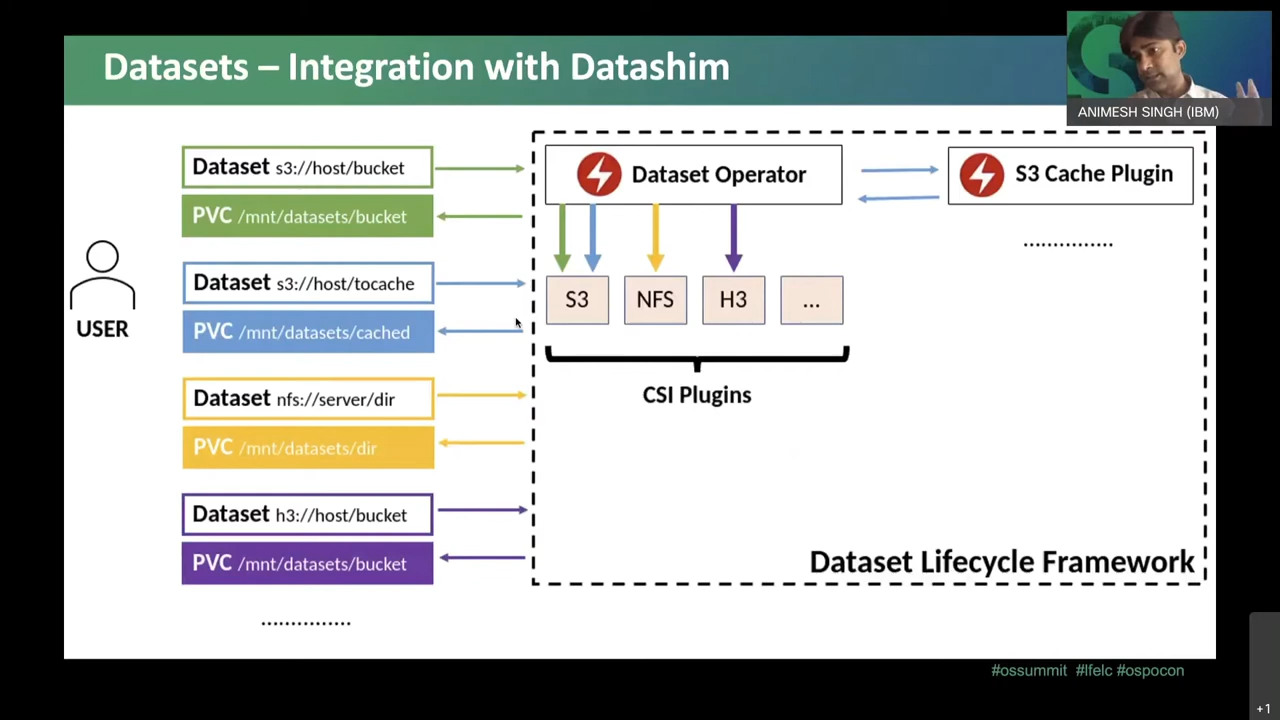 Datasets – Integration with Datashim
ANIMESH SINGH (IBM)
Dataset s3://host/bucket
PVC /mnt/datasets/bucket
Dataset s3://host/tocache
PVC /mnt/datasets/cached
Dataset nfs://server/dir
PVC /mnt/datasets/dir
Dataset h3://host/bucket
PVC /mnt/datasets/bucket
...............
USER
Dataset Operator
S3 Cache Plugin
...............
S3
NFS
H3
...
CSI Plugins
Dataset Lifecycle Framework
#ossummit #lfelc #ospocon
+1